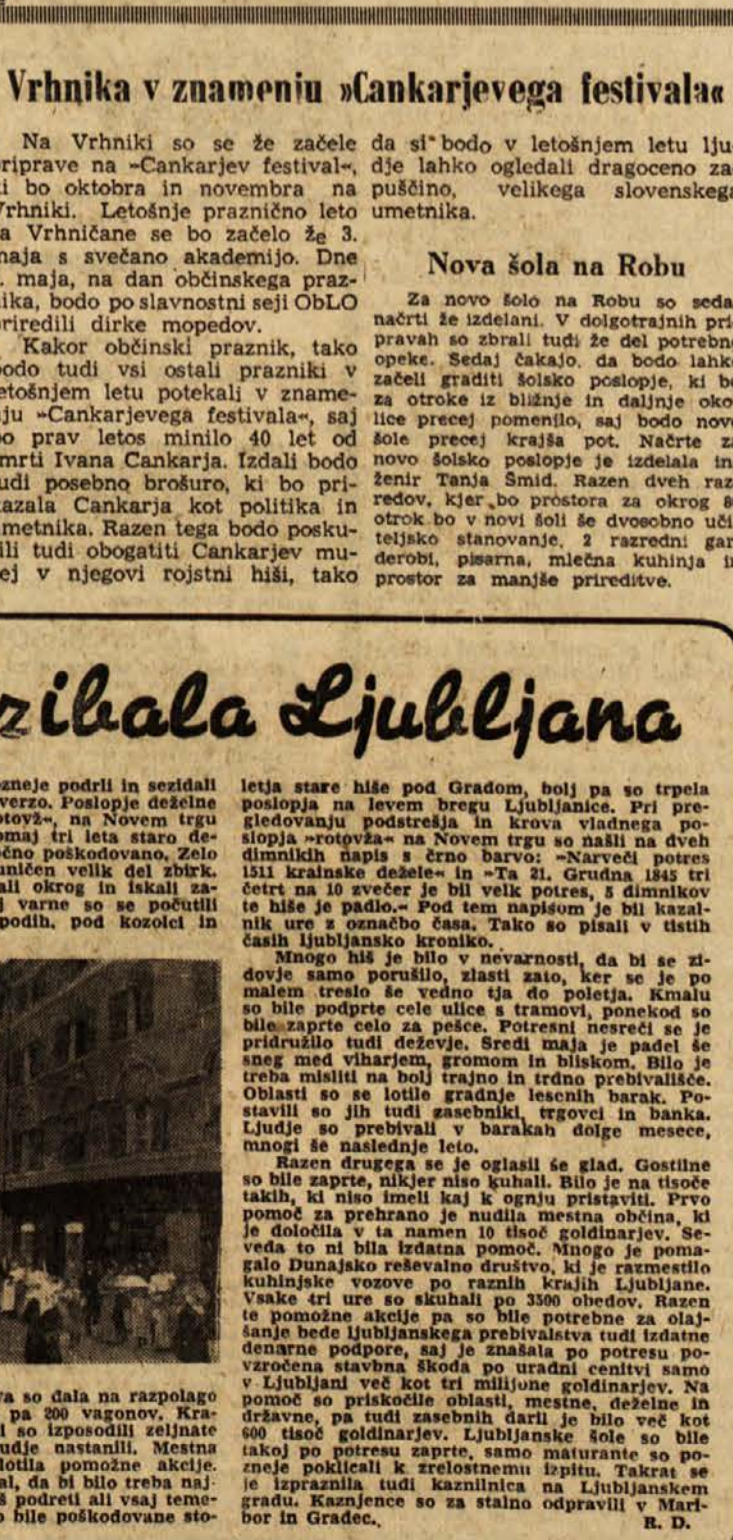 Vrhnika v znamenju »Cankarjevega festivala«
Na Vrhniki so se že začele
riprave na »Cankarjev festival«,
i bo oktobra in novembra na
Vrhniki. Letošnje praznično leto
a Vrhničane se bo začelo že 3.
naja s svečano akademijo. Dne
. maja, na dan občinskega praz-
ika, bodo po slavnostni seji ObLO
riredili dirke mopedov.
Kakor občinski praznik, tako
bodo tudi vsi ostali prazniki v
etošnjem letu potekali v zname-
ju »Cankarjevega festivala«, saj
bo prav letos minilo 40 let od
mrti Ivana Cankarja. Izdali bodo
udi posebno brošuro, ki bo pri-
azala Cankarja kot politika in
metnika. Razen tega bodo posku-
ili tudi obogatiti Cankarjev mu-
ej v njegovi rojstni hiši, tako
da si bodo v letošnjem letu lju-
dje lahko ogledali dragoceno za-
puščino, velikega slovenskega
umetnika.
Nova šola na Robu
Za novo šolo na Robu so sedaj
načrti že izdelani. V dolgotrajnih pri-
pravah so zbrali tudi že del potrebne
opeke. Sedaj čakajo, da bodo lahko
začeli graditi šolsko poslopje, ki bo
za otroke iz bližnje in daljnje oko-
lice precej pomenilo, saj bodo nove
šole precej krajša pot. Načrte za
novo šolsko poslopje je izdelala in-
ženir Tanja Šmid. Razen dveh raz-
redov, kjer bo prostora za okrog 80
otrok bo v novi šoli še dvosobno uči-
teljsko stanovanje, 2 razredni gar-
derobi, pisarna, mlečna kuhinja in
prostor za manjše prireditve.
zibala Ljubljana
ozneje podrli in sezidali
verzo. Poslopje deželne
otovž«, na Novem trgu
omaj tri leta staro de-
očno poškodovano. Zelo
uničen velik del zbirk.
ali okrog in iskali za-
j varne so se počutili
podih, pod kozolci in
va so dala na razpolago
pa 200 vagonov. Kra-
i so izposodili zeljnate
judje nastanili. Mestna
lotila pomožne akcije.
al, da bi bilo treba naj-
š podreti ali vsaj teme-
o bile poškodovane sto-
letja stare hiše pod Gradom, bolj pa so trpela
poslopja na levem bregu Ljubljanice. Pri pre-
gledovanju podstrešja in krova vladnega po-
slopja »rotovža« na Novem trgu so našli na dveh
dimnikih napis s črno barvo: »Narveči potres
1511 krainske dežele« in »Ta 21. Grudna 1845 tri
četrt na 10 zvečer je bil velk potres, 5 dimnikov
te hiše je padlo.« Pod tem napisom je bil kazal-
nik ure z označbo časa. Tako so pisali v tistih
časih ljubljansko kroniko.
Mnogo hiš je bilo v nevarnosti, da bi se zi-
dovje samo porušilo, zlasti zato, ker se je po
malem treslo še vedno tja do poletja. Kmalu
so bile podprte cele ulice s tramovi, ponekod so
bile zaprte celo za pešce. Potresni nesreči se je
pridružilo tudi deževje. Sredi maja je padel še
sneg med viharjem, gromom in bliskom. Bilo je
treba misliti na bolj trajno in trdno prebivališče.
Oblasti so se lotile gradnje lesenih barak. Po-
stavili so jih tudi zasebniki, trgovci in banka.
Ljudje so prebivali v barakah dolge mesece,
mnogi še naslednje leto.
Razen drugega se je oglasil še glad. Gostilne
so bile zaprte, nikjer niso kuhali. Bilo je na tisoče
takih, ki niso imeli kaj k ognju pristaviti. Prvo
pomoč za prehrano je nudila mestna občina, ki
je določila v ta namen 10 tisoč goldinarjev. Se-
veda to ni bila izdatna pomoč. Mnogo je poma-
galo Dunajsko reševalno društvo, ki je razmestilo
kuhinjske vozove po raznih krajih Ljubljane.
Vsake tri ure so skuhali po 3500 obedov. Razen
te pomožne akcije pa so bile potrebne za olaj-
šanje bede ljubljanskega prebivalstva tudi izdatne
denarne podpore, saj je znašala po potresu po-
vzročena stavbna škoda po uradni cenitvi samo
v Ljubljani več kot tri milijone goldinarjev. Na
pomoč so priskočile oblasti, mestne, deželne in
državne, pa tudi zasebnih daril je bilo več kot
600 tisoč goldinarjev. Ljubljanske šole so bile
takoj po potresu zaprte, samo maturante so po-
zneje poklicali k zrelostnemu izpitu. Takrat se
je izpraznila tudi kaznilnica na Ljubljanskem
gradu. Kaznjence so za stalno odpravili v Mari-
bor in Gradec.
R. D.